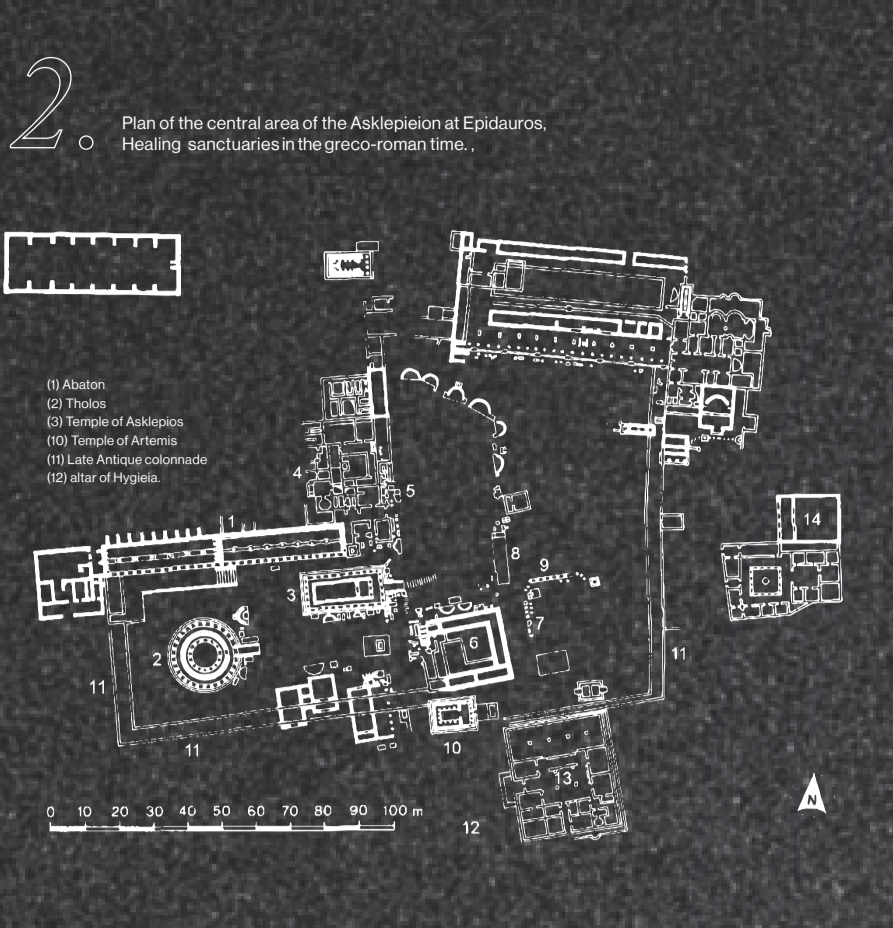 2.
Plan of the central area of the Asklepieion at Epidauros,
Healing sanctuaries in the greco-roman time. ,
(1) Abaton
(2) Tholos
(3) Temple of Asklepios
(10) Temple of Artemis
(11) Late Antique colonnade
(12) altar of Hygieia.
4
5
1
14
8
9
3
7
6
2
11
11
11
10
13
0 10 20 30 40 50 60 70 80 90 100 m
12
N